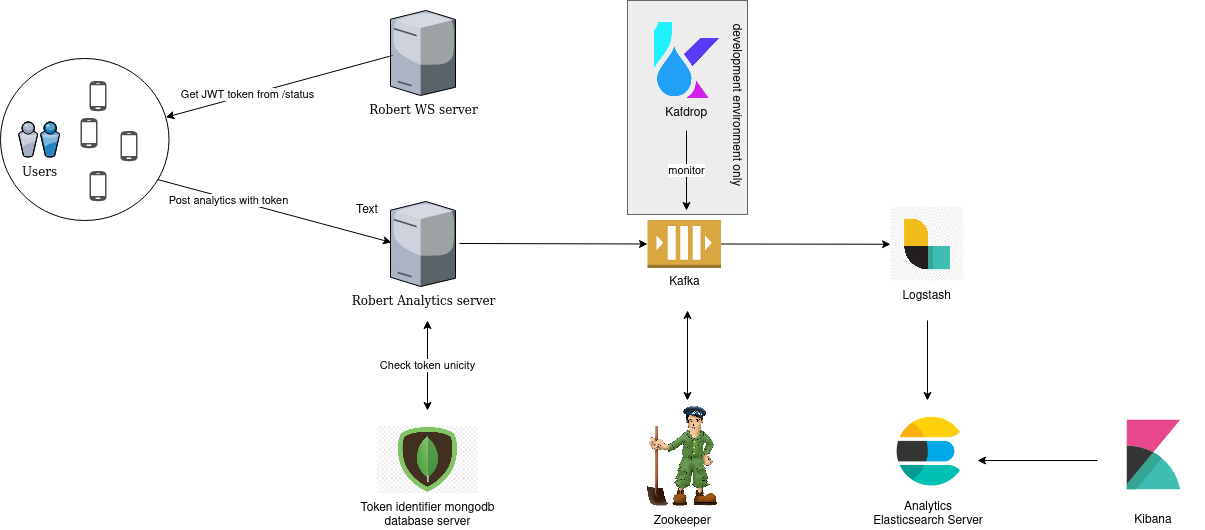 Robert WS server
Get JWT token from /status
Users
Post analytics with token
Text
Robert Analytics server
Check token unicity
Token identifier mongodb
database server
Kafdrop
development environment only
monitor
Kafka
Zookeeper
Logstash
Analytics
Elasticsearch Server
Kibana